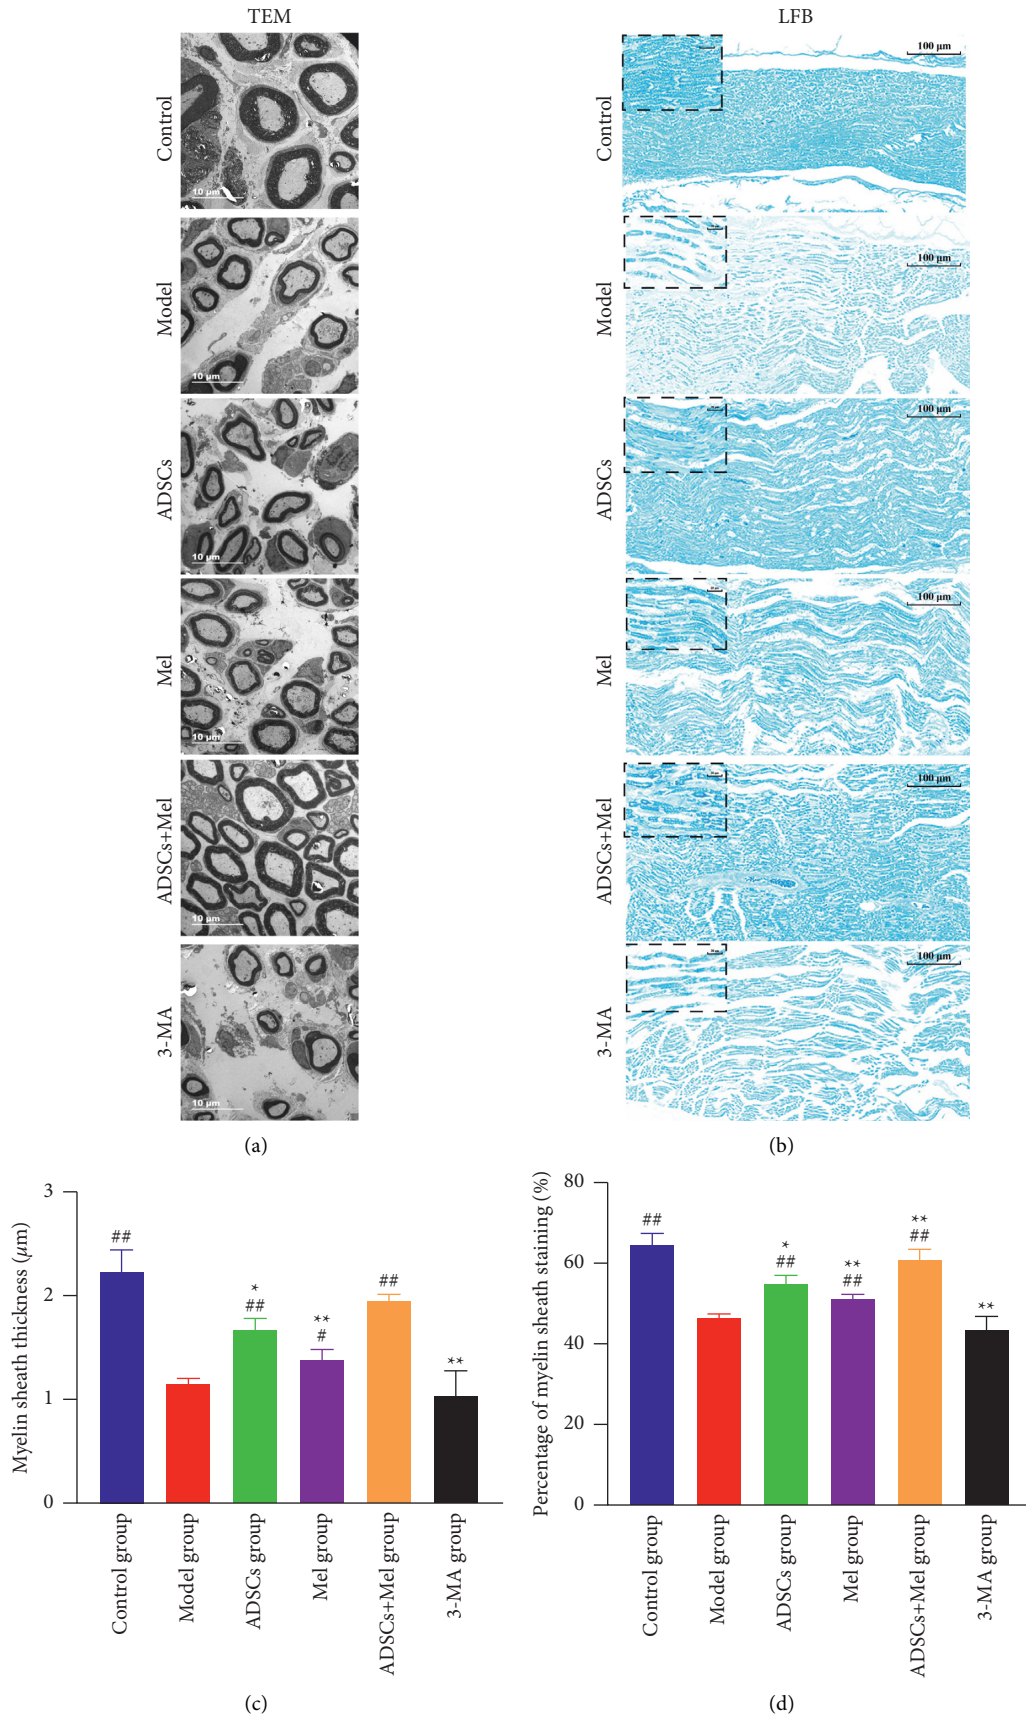 TEM
LFB
Control
10 µm
100 µm
Model
10 µm
100 µm
ADSCs
10 µm
100 µm
Mel
10 µm
100 µm
ADSCs+Mel
10 µm
100 µm
3-MA
10 µm
100 µm
(a)
(b)
Myelin sheath thickness (µm)
3
2
1
0
##
*
##
**
#
##
**
Control group
Model group
ADSCs group
Mel group
ADSCs+Mel group
3-MA group
(c)
Percentage of myelin sheath staining (%)
80
60
40
20
0
##
*
##
**
##
**
##
**
Control group
Model group
ADSCs group
Mel group
ADSCs+Mel group
3-MA group
(d)